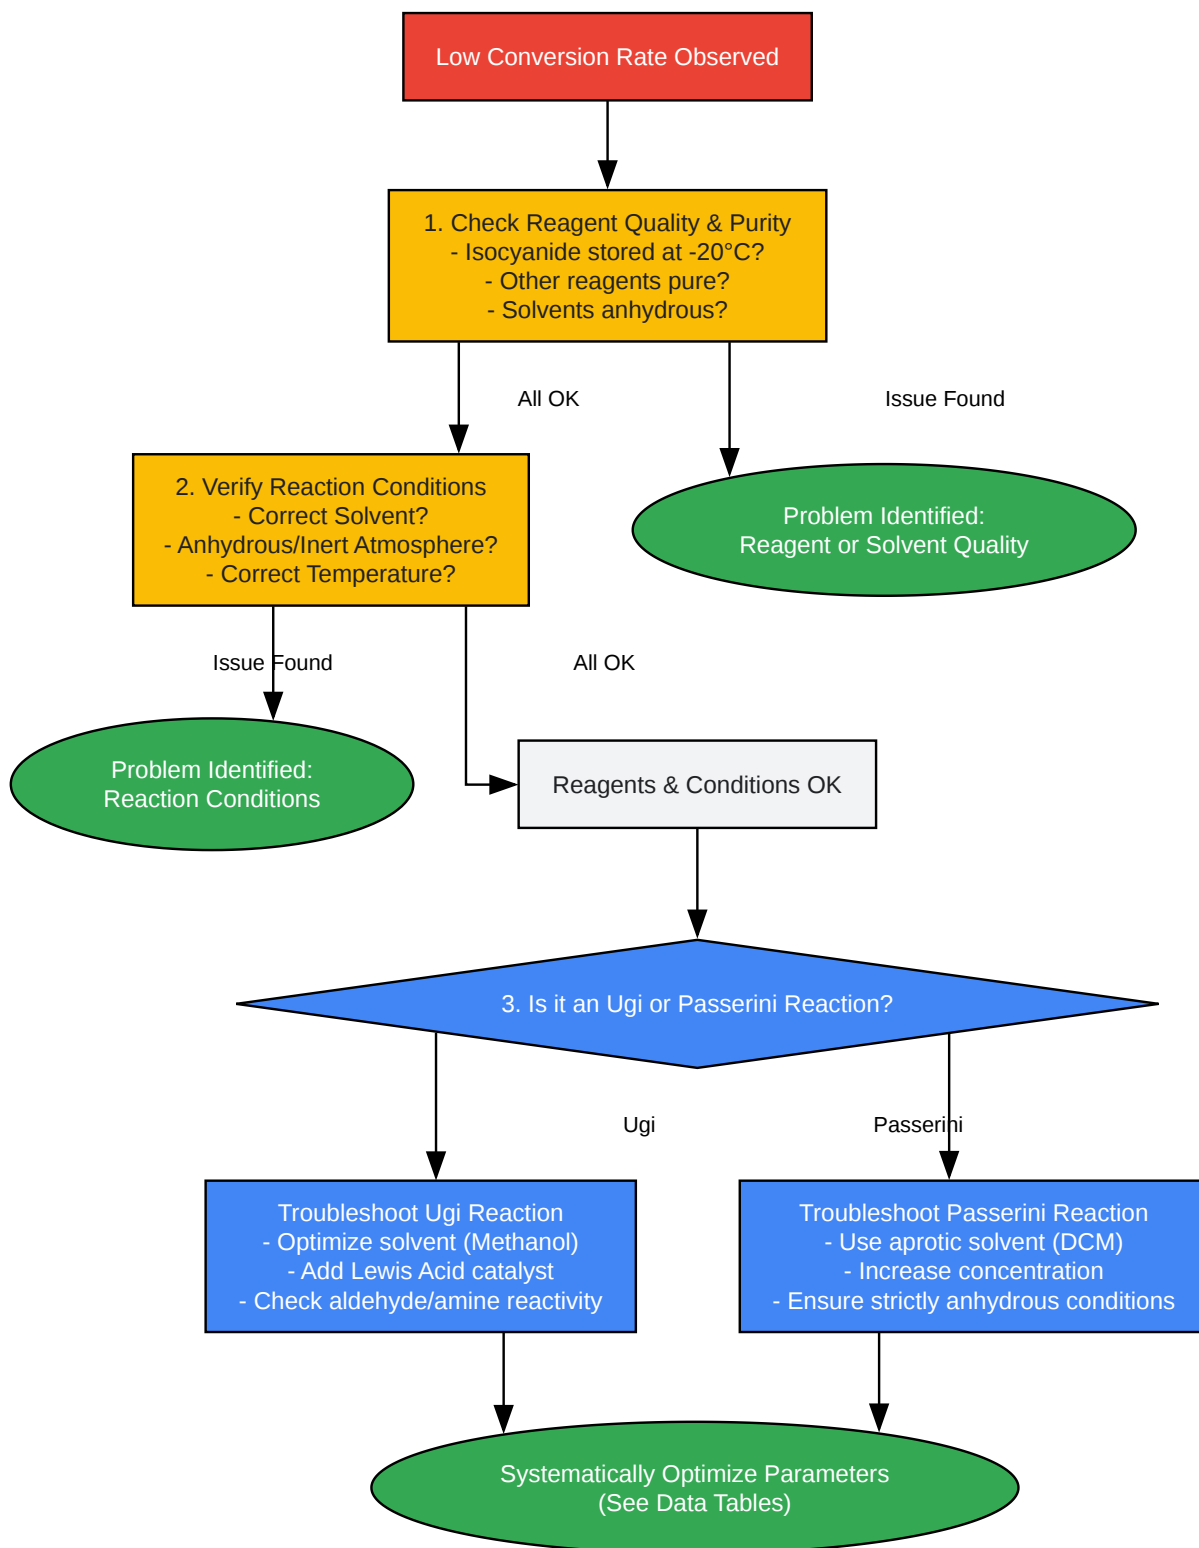 Low Conversion Rate Observed
1. Check Reagent Quality & Purity
- Isocyanide stored at -20°C?
- Other reagents pure?
- Solvents anhydrous?
All OK
Issue Found
2. Verify Reaction Conditions
- Correct Solvent?
- Anhydrous/Inert Atmosphere?
- Correct Temperature?
Problem Identified:
Reagent or Solvent Quality
Issue Found
All OK
Problem Identified:
Reaction Conditions
Reagents & Conditions OK
3. Is it an Ugi or Passerini Reaction?
Ugi
Passerini
Troubleshoot Ugi Reaction
- Optimize solvent (Methanol)
- Add Lewis Acid catalyst
- Check aldehyde/amine reactivity
Troubleshoot Passerini Reaction
- Use aprotic solvent (DCM)
- Increase concentration
- Ensure strictly anhydrous conditions
Systematically Optimize Parameters
(See Data Tables)